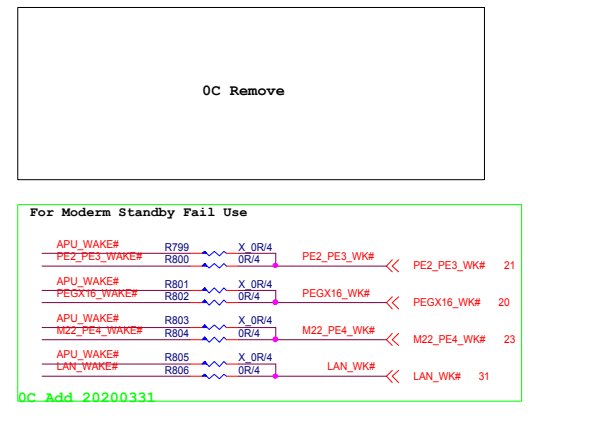 0C Remove
For Moderm Standby Fail Use
APU_WAKE# R799 X_0R/4
PE2_PE3_WAKE# R800 0R/4 PE2_PE3_WK# PE2_PE3_WK# 21
APU_WAKE# R801 X_0R/4
PEGX16_WAKE# R802 0R/4 PEGX16_WK# PEGX16_WK# 20
APU_WAKE# R803 X_0R/4
M22_PE4_WAKE# R804 0R/4 M22_PE4_WK# M22_PE4_WK# 23
APU_WAKE# R805 X_0R/4
LAN_WAKE# R806 0R/4 LAN_WK# LAN_WK# 31
0C Add 20200331